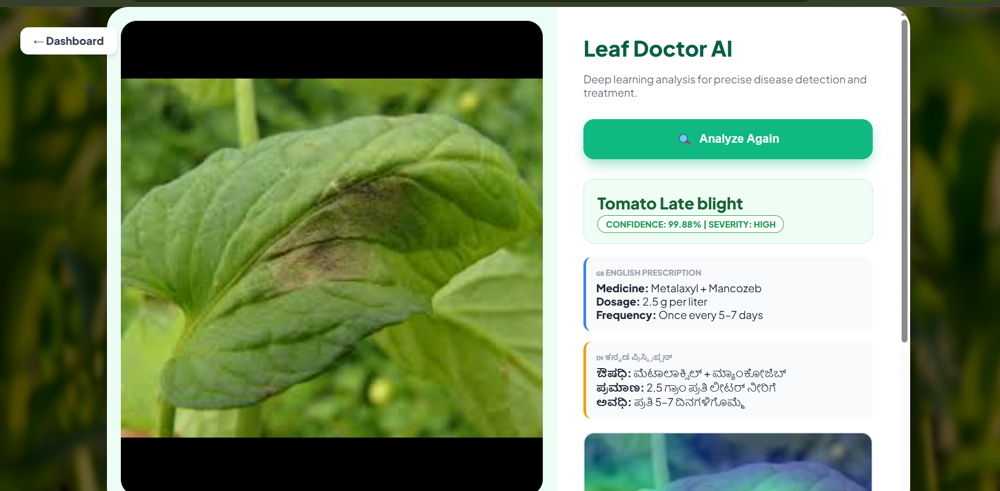 ← Dashboard
Leaf Doctor AI
Deep learning analysis for precise disease detection and
treatment.
🔍 Analyze Again
Tomato Late blight
CONFIDENCE: 99.88% | SEVERITY: HIGH
GB ENGLISH PRESCRIPTION
Medicine: Metalaxyl + Mancozeb
Dosage: 2.5 g per liter
Frequency: Once every 5–7 days
IN ಕನ್ನಡ ಪ್ರಿಸ್ಕ್ರಿಪ್ಷನ್
ಔಷಧಿ: ಮೆಟಾಲಾಕ್ಸಿಲ್ + ಮ್ಯಾಂಕೋಜೆಬ್
ಪ್ರಮಾಣ: 2.5 ಗ್ರಾಂ ಪ್ರತಿ ಲೀಟರ್ ನೀರಿಗೆ
ಅವಧಿ: ಪ್ರತಿ 5–7 ದಿನಗಳಿಗೊಮ್ಮೆ